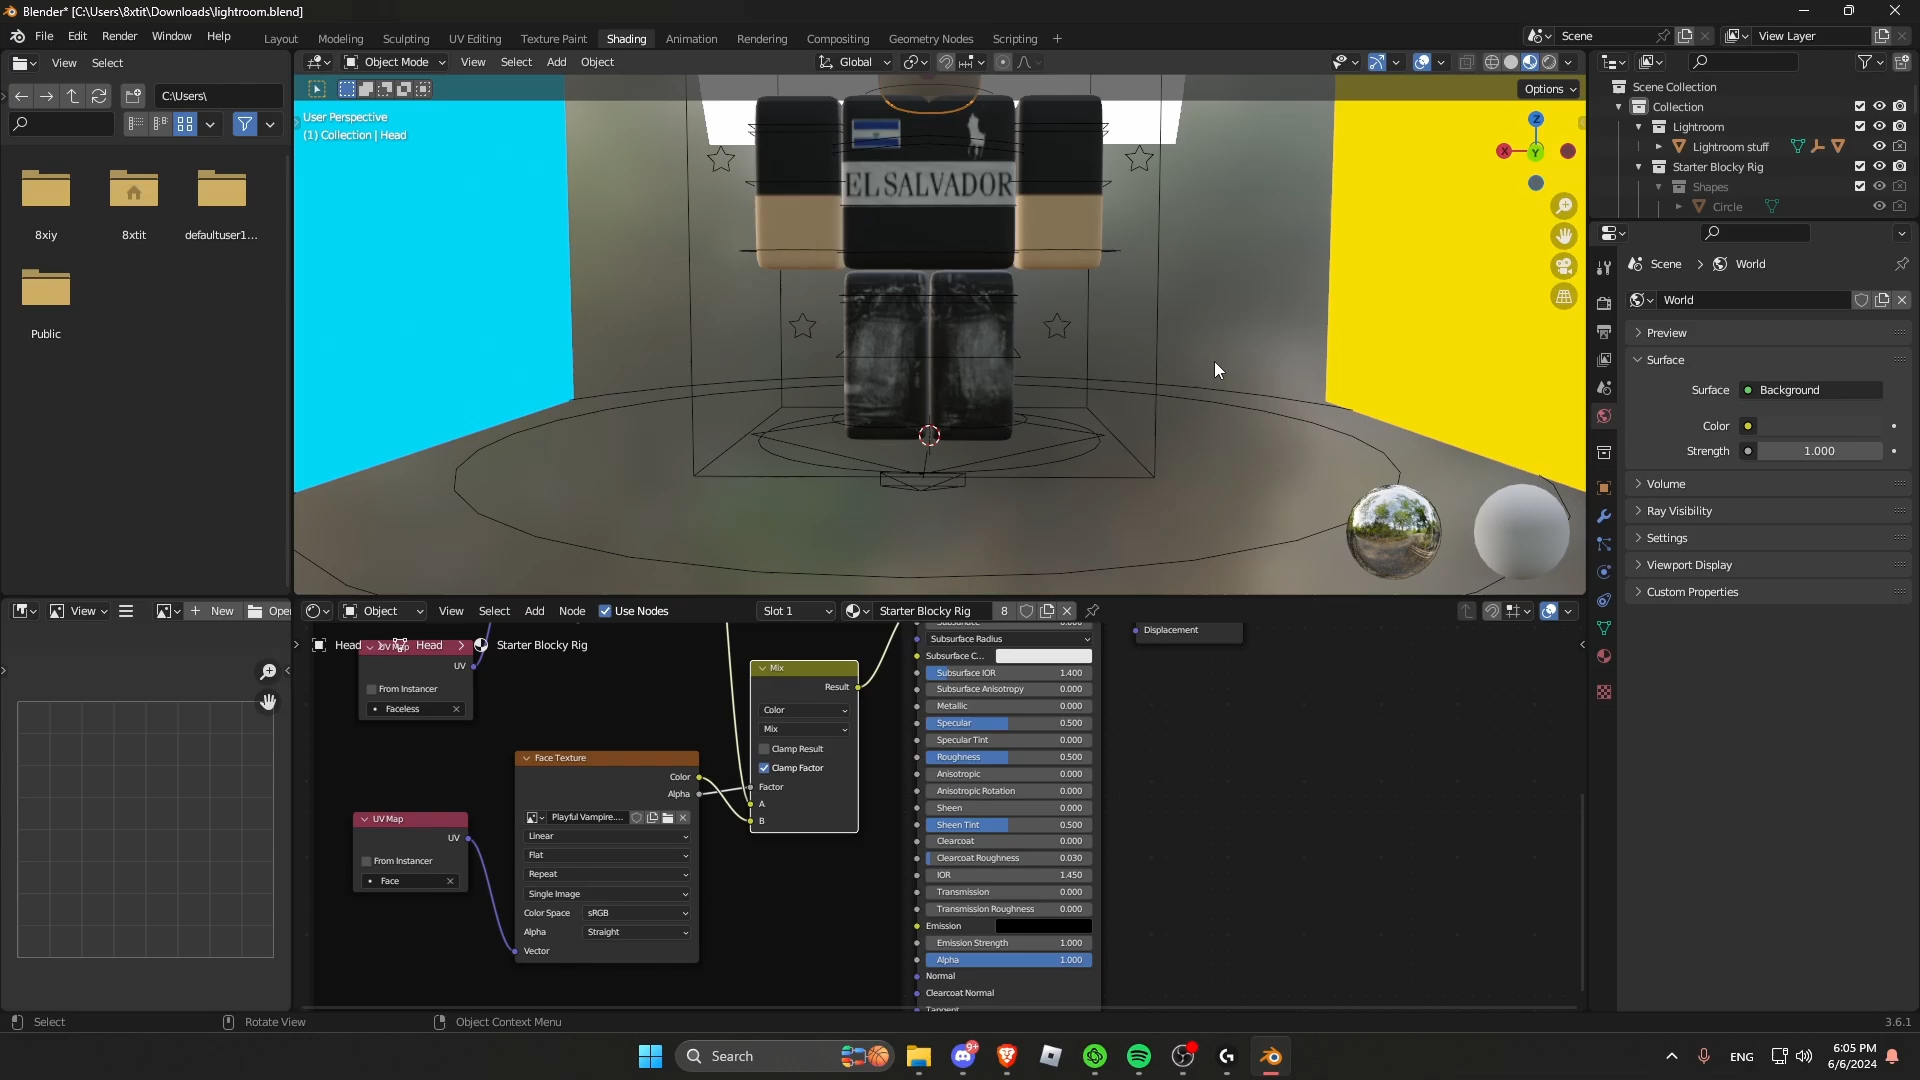 Blender* [C:\Users\8xtit\Downloads\lightroom.blend]
File Edit Render Window Help Layout Modeling Sculpting UV Editing Texture Paint Shading Animation Rendering Compositing Geometry Nodes Scripting + Scene View Layer
View Select
Object Mode View Select Add Object Global
C:\Users\
Options
User Perspective
(1) Collection | Head
Scene Collection
Collection
Lightroom
Lightroom stuff
Starter Blocky Rig
Shapes
Circle
Z
X
Y
EL SALVADOR
8xiy 8xtit defaultuser1...
Public
Scene > World
World
Preview
Surface
Surface Background
Color
Strength 1.000
Volume
Ray Visibility
Settings
Viewport Display
Custom Properties
View New Open
Object View Select Add Node Use Nodes Slot 1 Starter Blocky Rig 8
Head Head Starter Blocky Rig
UV Map
UV
From Instancer
Faceless
UV Map
UV
From Instancer
Face
Face Texture
Color
Alpha
Playful Vampire....
Linear
Flat
Repeat
Single Image
Color Space sRGB
Alpha Straight
Vector
Mix
Result
Color
Mix
Clamp Result
Clamp Factor
Factor
A
B
Subsurface Radius
Subsurface C...
Subsurface IOR 1.400
Subsurface Anisotropy 0.000
Metallic 0.000
Specular 0.500
Specular Tint 0.000
Roughness 0.500
Anisotropic 0.000
Anisotropic Rotation 0.000
Sheen 0.000
Sheen Tint 0.500
Clearcoat 0.000
Clearcoat Roughness 0.030
IOR 1.450
Transmission 0.000
Transmission Roughness 0.000
Emission
Emission Strength 1.000
Alpha 1.000
Normal
Clearcoat Normal
Tangent
Displacement
Select Rotate View Object Context Menu 3.6.1
Search
9+
ENG
6:05 PM
6/6/2024